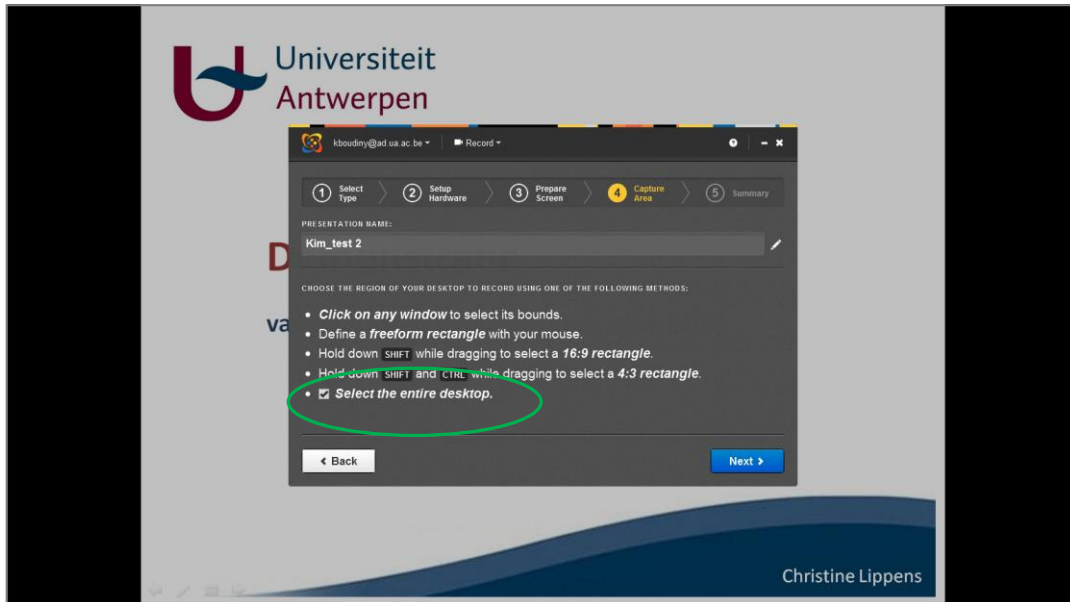 Universiteit
Antwerpen
kboudiny@ad.ua.ac.be
Record
1 Select Type
2 Setup Hardware
3 Prepare Screen
4 Capture Area
5 Summary
PRESENTATION NAME:
Kim_test 2
D
CHOOSE THE REGION OF YOUR DESKTOP TO RECORD USING ONE OF THE FOLLOWING METHODS:
va
• Click on any window to select its bounds.
• Define a freeform rectangle with your mouse.
• Hold down SHIFT while dragging to select a 16:9 rectangle.
• Hold down SHIFT and CTRL while dragging to select a 4:3 rectangle.
• Select the entire desktop.
Back
Next
Christine Lippens